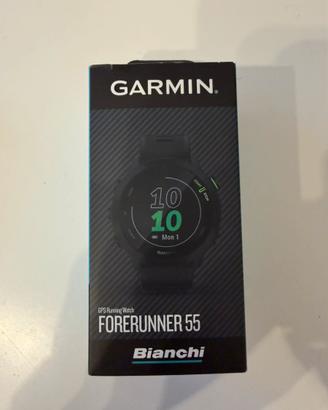 GARMIN®
10
10
Mon 1
GPS Running Watch
FORERUNNER 55
Bianchi